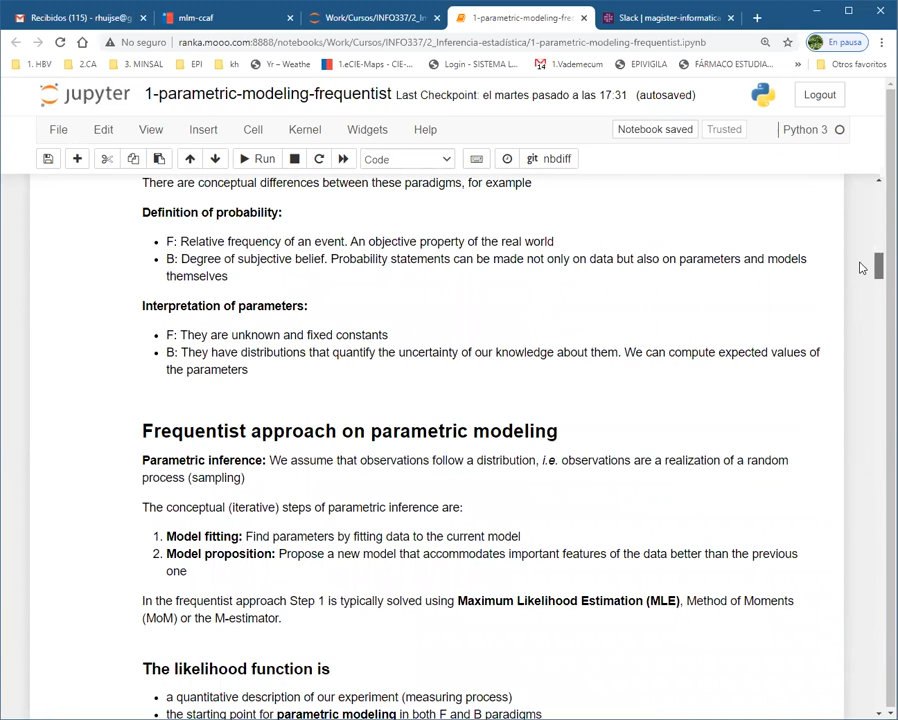 Recibidos (115) - rhuijse@g
mlm-ccaf
Work/Cursos/INFO337/2_In
1-parametric-modeling-fre
Slack | magister-informatica
No seguro
ranka.mooo.com:8888/notebooks/Work/Cursos/INFO337/2_Inferencia-estadística/1-parametric-modeling-frequentist.ipynb
En pausa
1. HBV
2.CA
3. MINSAL
EPI
kh
Yr – Weathe
1.eCIE-Maps - CIE-...
Login - SISTEMA L...
1.Vademecum
EPIVIGILA
FÁRMACO ESTUDIA...
»
Otros favoritos
jupyter
1-parametric-modeling-frequentist Last Checkpoint: el martes pasado a las 17:31 (autosaved)
Logout
File Edit View Insert Cell Kernel Widgets Help
Notebook saved
Trusted
Python 3
Run
Code
git nbdiff
There are conceptual differences between these paradigms, for example
Definition of probability:
• F: Relative frequency of an event. An objective property of the real world
• B: Degree of subjective belief. Probability statements can be made not only on data but also on parameters and models
themselves
Interpretation of parameters:
• F: They are unknown and fixed constants
• B: They have distributions that quantify the uncertainty of our knowledge about them. We can compute expected values of
the parameters
Frequentist approach on parametric modeling
Parametric inference: We assume that observations follow a distribution, i.e. observations are a realization of a random
process (sampling)
The conceptual (iterative) steps of parametric inference are:
1. Model fitting: Find parameters by fitting data to the current model
2. Model proposition: Propose a new model that accommodates important features of the data better than the previous
one
In the frequentist approach Step 1 is typically solved using Maximum Likelihood Estimation (MLE), Method of Moments
(MoM) or the M-estimator.
The likelihood function is
• a quantitative description of our experiment (measuring process)
• the starting point for parametric modeling in both F and B paradigms